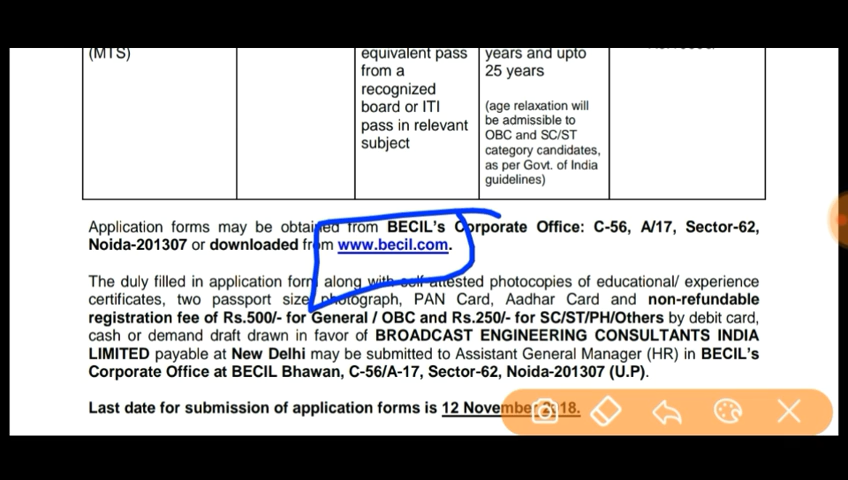 (MTS)
equivalent pass
from a
recognized
board or ITI
pass in relevant
subject
years and upto
25 years
(age relaxation will
be admissible to
OBC and SC/ST
category candidates,
as per Govt. of India
guidelines)
Application forms may be obtained from BECIL's Corporate Office: C-56, A/17, Sector-62,
Noida-201307 or downloaded from www.becil.com.
The duly filled in application form along with self attested photocopies of educational/ experience
certificates, two passport size photograph, PAN Card, Aadhar Card and non-refundable
registration fee of Rs.500/- for General / OBC and Rs.250/- for SC/ST/PH/Others by debit card,
cash or demand draft drawn in favor of BROADCAST ENGINEERING CONSULTANTS INDIA
LIMITED payable at New Delhi may be submitted to Assistant General Manager (HR) in BECIL's
Corporate Office at BECIL Bhawan, C-56/A-17, Sector-62, Noida-201307 (U.P).
Last date for submission of application forms is 12 November 2018.